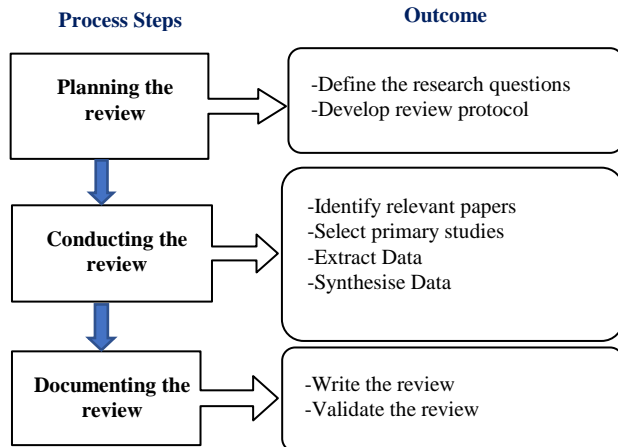 Process Steps
Outcome
Planning the
review
-Define the research questions
-Develop review protocol
Conducting the
review
-Identify relevant papers
-Select primary studies
-Extract Data
-Synthesise Data
Documenting the
review
-Write the review
-Validate the review